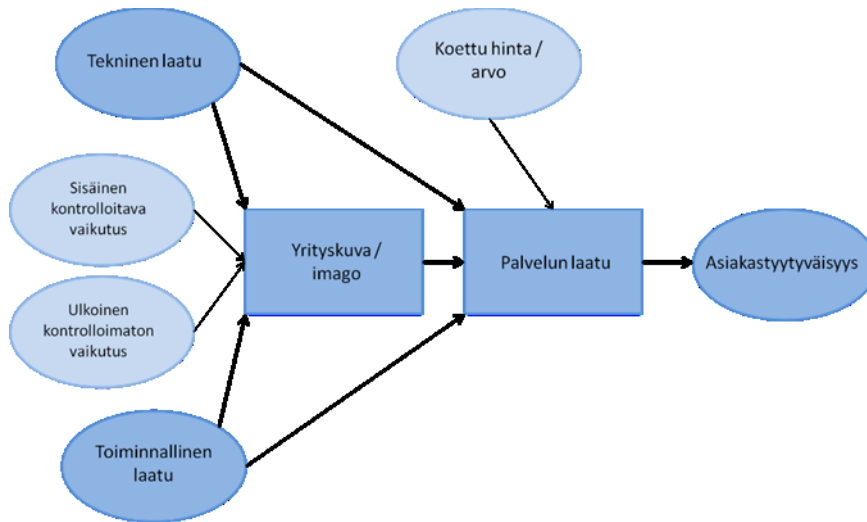 Tekninen laatu
Koettu hinta /
arvo
Sisäinen
kontrolloitava
vaikutus
Yrityskuva /
imago
Palvelun laatu
Asiakastyytyväisyys
Ulkoinen
kontrolloimaton
vaikutus
Toiminnallinen
laatu